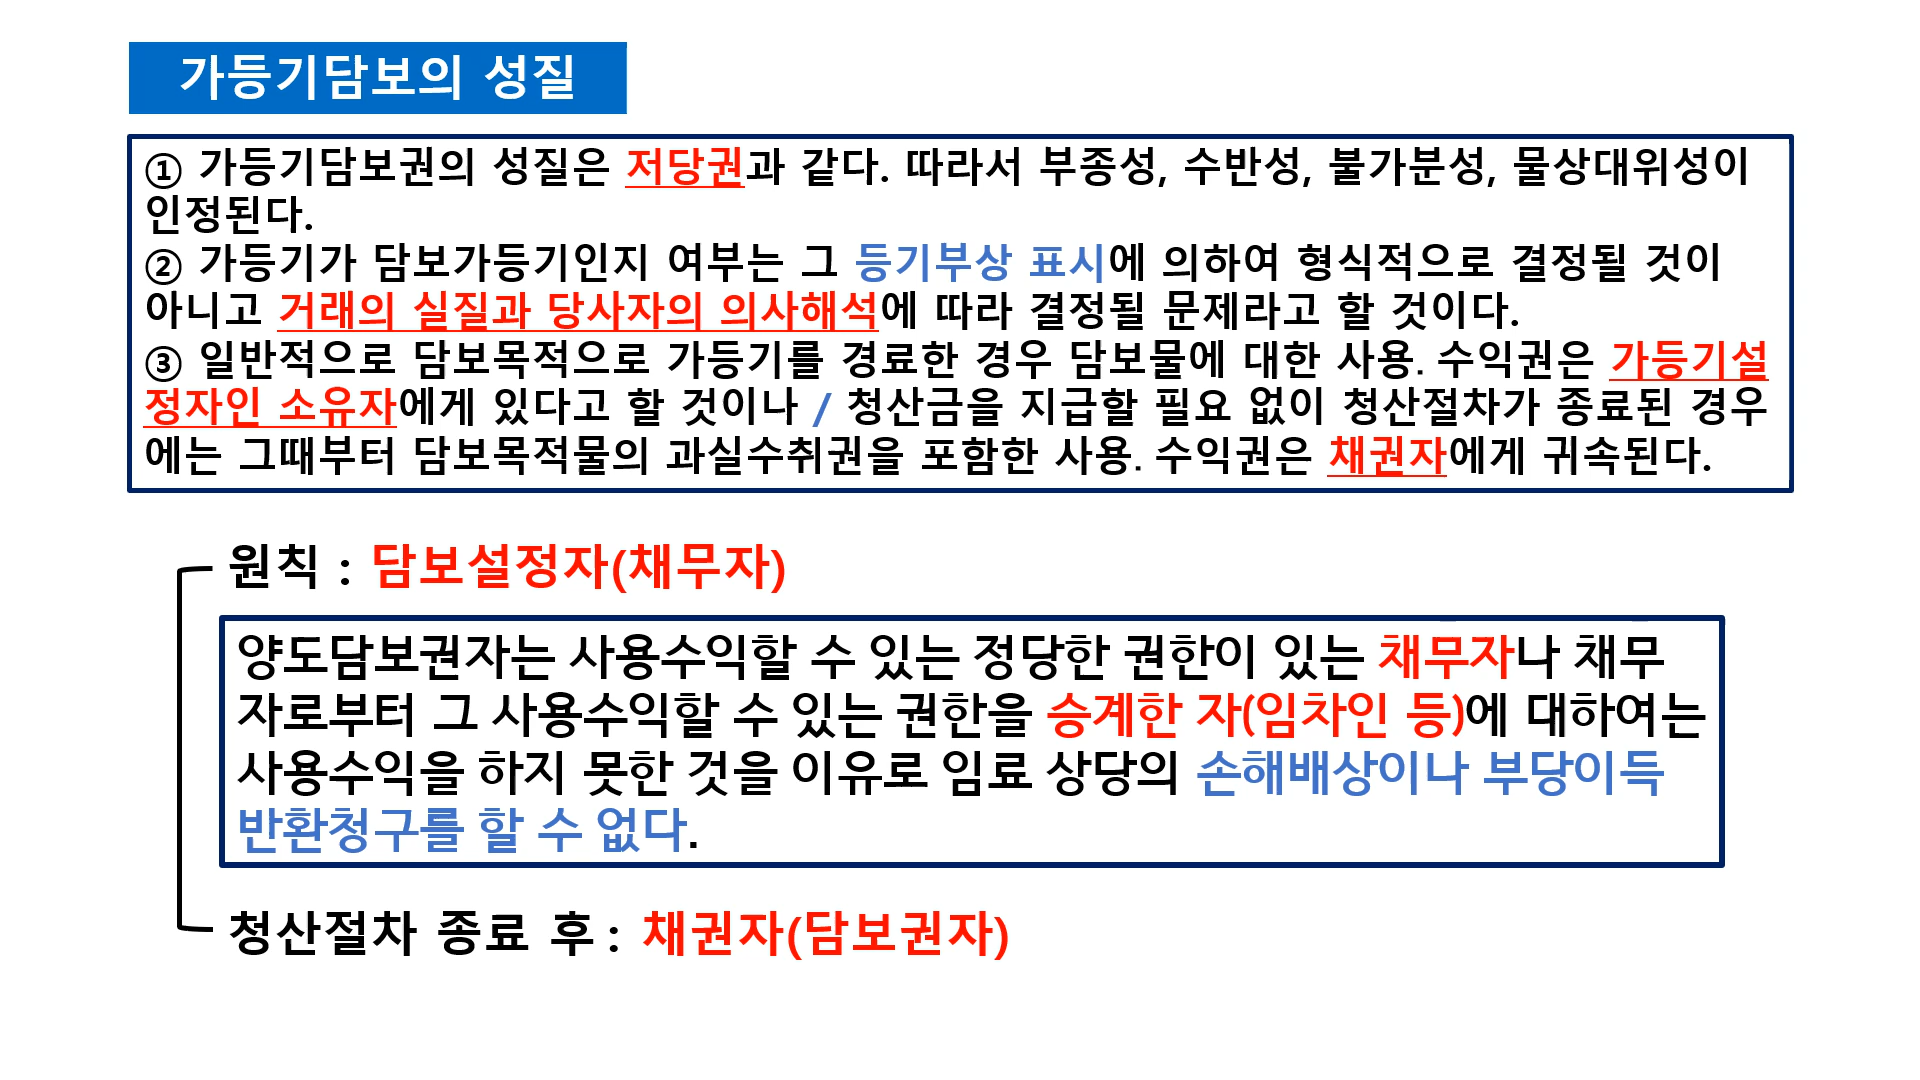 가등기담보의 성질
① 가등기담보권의 성질은 저당권과 같다. 따라서 부종성, 수반성, 불가분성, 물상대위성이
인정된다.
② 가등기가 담보가등기인지 여부는 그 등기부상 표시에 의하여 형식적으로 결정될 것이
아니고 거래의 실질과 당사자의 의사해석에 따라 결정될 문제라고 할 것이다.
③ 일반적으로 담보목적으로 가등기를 경료한 경우 담보물에 대한 사용. 수익권은 가등기설
정자인 소유자에게 있다고 할 것이나 / 청산금을 지급할 필요 없이 청산절차가 종료된 경우
에는 그때부터 담보목적물의 과실수취권을 포함한 사용. 수익권은 채권자에게 귀속된다.
원칙 : 담보설정자(채무자)
양도담보권자는 사용수익할 수 있는 정당한 권한이 있는 채무자나 채무
자로부터 그 사용수익할 수 있는 권한을 승계한 자(임차인 등)에 대하여는
사용수익을 하지 못한 것을 이유로 임료 상당의 손해배상이나 부당이득
반환청구를 할 수 없다.
청산절차 종료 후 : 채권자(담보권자)